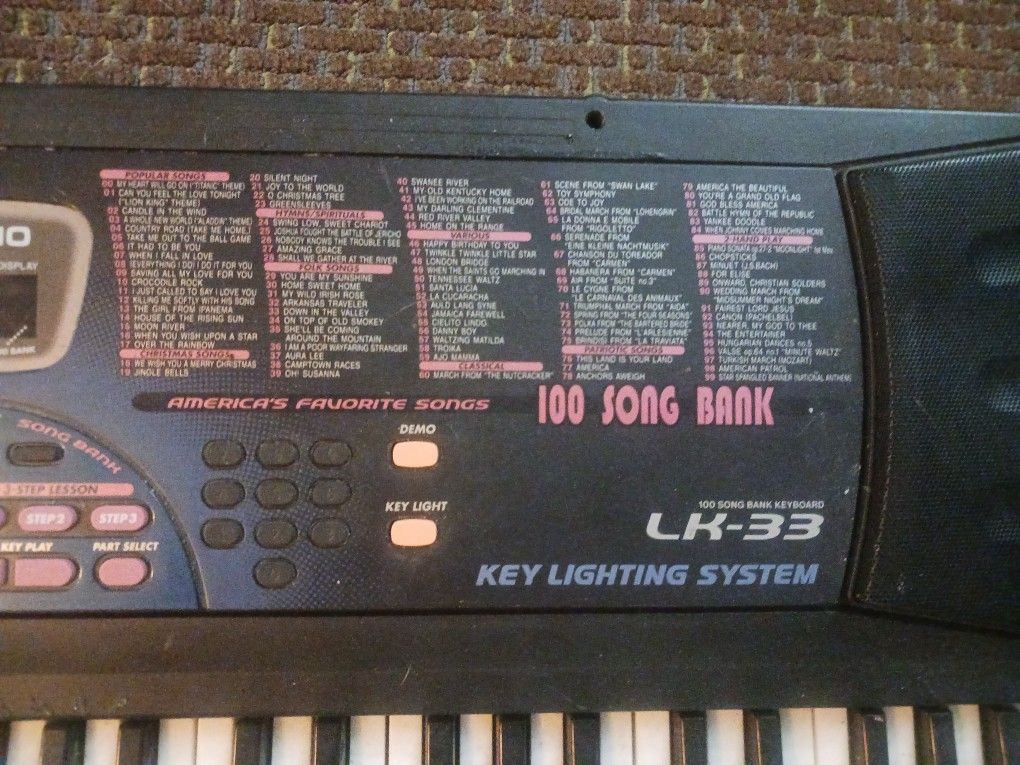 POPULAR SONGS
00 MY HEART WILL GO ON ("TITANIC" THEME)
01 CAN YOU FEEL THE LOVE TONIGHT
("LION KING" THEME)
02 CANDLE IN THE WIND
03 A WHOLE NEW WORLD ("ALADDIN" THEME)
04 COUNTRY ROAD (TAKE ME HOME)
05 TAKE ME OUT TO THE BALL GAME
06 IT HAD TO BE YOU
07 WHEN I FALL IN LOVE
08 (EVERYTHING I DO) I DO IT FOR YOU
09 SAVING ALL MY LOVE FOR YOU
10 CROCODILE ROCK
11 I JUST CALLED TO SAY I LOVE YOU
12 KILLING ME SOFTLY WITH HIS SONG
13 THE GIRL FROM IPANEMA
14 HOUSE OF THE RISING SUN
15 MOON RIVER
16 WHEN YOU WISH UPON A STAR
17 OVER THE RAINBOW
CHRISTMAS SONGS
18 WE WISH YOU A MERRY CHRISTMAS
19 JINGLE BELLS
20 SILENT NIGHT
21 JOY TO THE WORLD
22 O CHRISTMAS TREE
23 GREENSLEEVES
HYMNS/SPIRITUALS
24 SWING LOW, SWEET CHARIOT
25 JOSHUA FOUGHT THE BATTLE OF JERICHO
26 NOBODY KNOWS THE TROUBLE I SEE
27 AMAZING GRACE
28 SHALL WE GATHER AT THE RIVER
FOLK SONGS
29 YOU ARE MY SUNSHINE
30 HOME SWEET HOME
31 MY WILD IRISH ROSE
32 ARKANSAS TRAVELER
33 DOWN IN THE VALLEY
34 ON TOP OF OLD SMOKEY
35 SHE'LL BE COMING
AROUND THE MOUNTAIN
36 I AM A POOR WAYFARING STRANGER
37 AURA LEE
38 CAMPTOWN RACES
39 OH! SUSANNA
40 SWANEE RIVER
41 MY OLD KENTUCKY HOME
42 I'VE BEEN WORKING ON THE RAILROAD
43 MY DARLING CLEMENTINE
44 RED RIVER VALLEY
45 HOME ON THE RANGE
VARIOUS
46 HAPPY BIRTHDAY TO YOU
47 TWINKLE TWINKLE LITTLE STAR
48 LONDON BRIDGE
49 WHEN THE SAINTS GO MARCHING IN
50 TENNESSEE WALTZ
51 SANTA LUCIA
52 LA CUCARACHA
53 AULD LANG SYNE
54 JAMAICA FAREWELL
55 CIELITO LINDO
56 DANNY BOY
57 WALTZING MATILDA
58 TROIKA
59 AJO MAMMA
CLASSICAL
60 MARCH FROM "THE NUTCRACKER"
61 SCENE FROM "SWAN LAKE"
62 TOY SYMPHONY
63 ODE TO JOY
64 BRIDAL MARCH FROM "LOHENGRIN"
65 LA DONNA E MOBILE
FROM "RIGOLETTO"
66 SERENADE FROM
"EINE KLEINE NACHTMUSIK"
67 CHANSON DU TOREADOR
FROM "CARMEN"
68 HABANERA FROM "CARMEN"
69 AIR FROM "SUITE no.3"
70 LE CYGNE FROM
"LE CARNAVAL DES ANIMAUX"
71 TRIUMPHAL MARCH FROM "AIDA"
72 SPRING FROM "THE FOUR SEASONS"
73 POLKA FROM "THE BARTERED BRIDE"
74 PRELUDE FROM "L'ARLESIENNE"
75 BRINDISI FROM "LA TRAVIATA"
PATRIOTIC SONGS
76 THIS LAND IS YOUR LAND
77 AMERICA
78 ANCHORS AWEIGH
79 AMERICA THE BEAUTIFUL
80 YOU'RE A GRAND OLD FLAG
81 GOD BLESS AMERICA
82 BATTLE HYMN OF THE REPUBLIC
83 YANKEE DOODLE
84 WHEN JOHNNY COMES MARCHING HOME
2-HAND PLAY
85 PIANO SONATA op.27-2 "MOONLIGHT" 1st Mov.
86 CHOPSTICKS
87 MINUET (J.S.BACH)
88 FOR ELISE
89 ONWARD, CHRISTIAN SOLDIERS
90 WEDDING MARCH FROM
"MIDSUMMER NIGHT'S DREAM"
91 FAIREST LORD JESUS
92 CANON (PACHELBEL)
93 NEARER, MY GOD TO THEE
94 THE ENTERTAINER
95 HUNGARIAN DANCES no.5
96 VALSE op.64 no.1 "MINUTE WALTZ"
97 TURKISH MARCH (MOZART)
98 AMERICAN PATROL
99 STAR SPANGLED BANNER (NATIONAL ANTHEM)
IO
DISPLAY
BANK
AMERICA'S FAVORITE SONGS
100 SONG BANK
SONG BANK
DEMO
3 STEP LESSON
STEP2
STEP3
KEY LIGHT
KEY PLAY
PART SELECT
100 SONG BANK KEYBOARD
LK-33
KEY LIGHTING SYSTEM